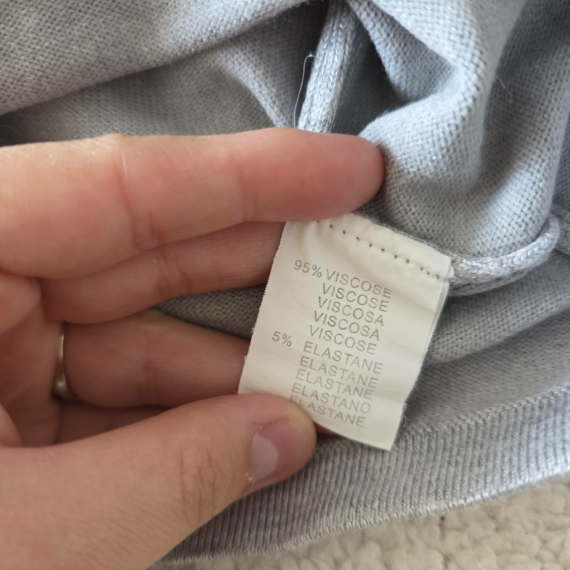 95% VISCOSE
VISCOSE
VISCOSA
VISCOSA
VISCOSE
5% ELASTANE
ELASTANE
ELASTANE
ELASTANO
ELASTANE